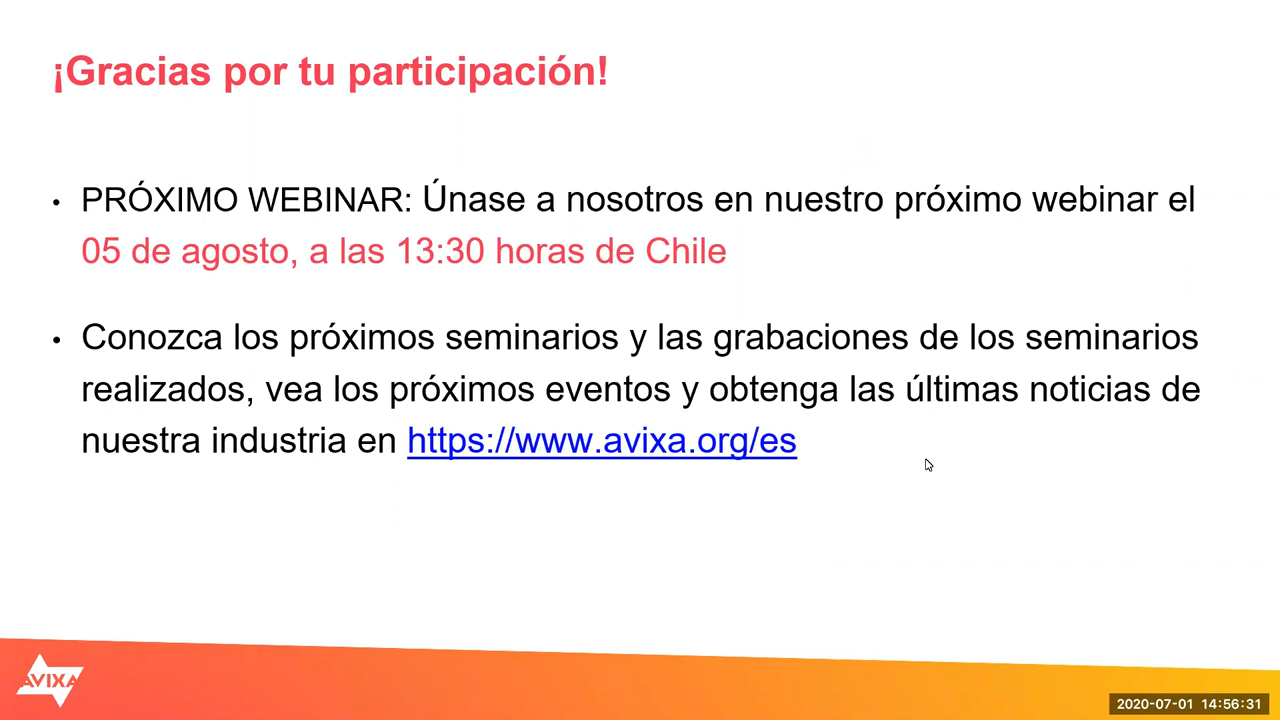 ¡Gracias por tu participación!
• PRÓXIMO WEBINAR: Únase a nosotros en nuestro próximo webinar el
05 de agosto, a las 13:30 horas de Chile
• Conozca los próximos seminarios y las grabaciones de los seminarios
realizados, vea los próximos eventos y obtenga las últimas noticias de
nuestra industria en https://www.avixa.org/es
AVIXA
2020-07-01 14:56:31